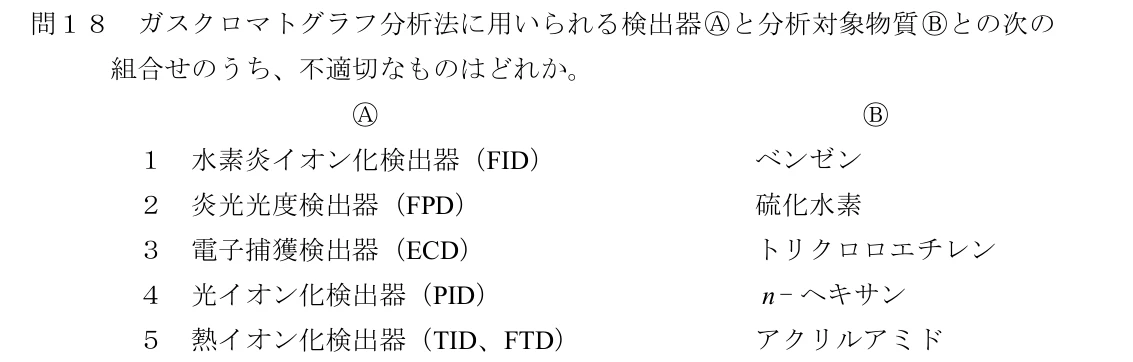 問１８　ガスクロマトグラフ分析法に用いられる検出器Ⓐと分析対象物質Ⓑとの次の
組合せのうち、不適切なものはどれか。
Ⓐ　Ⓑ
１　水素炎イオン化検出器（FID）　ベンゼン
２　炎光光度検出器（FPD）　硫化水素
３　電子捕獲検出器（ECD）　トリクロロエチレン
４　光イオン化検出器（PID）　n－ヘキサン
５　熱イオン化検出器（TID、FTD）　アクリルアミド